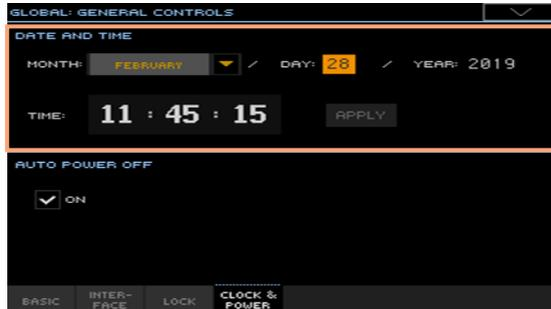 GLOBAL: GENERAL CONTROLS
DATE AND TIME
MONTH: FEBRUARY / DAY: 28 / YEAR: 2019
TIME: 11 : 45 : 15 APPLY
AUTO POWER OFF
ON
BASIC INTER-FACE LOCK CLOCK & POWER